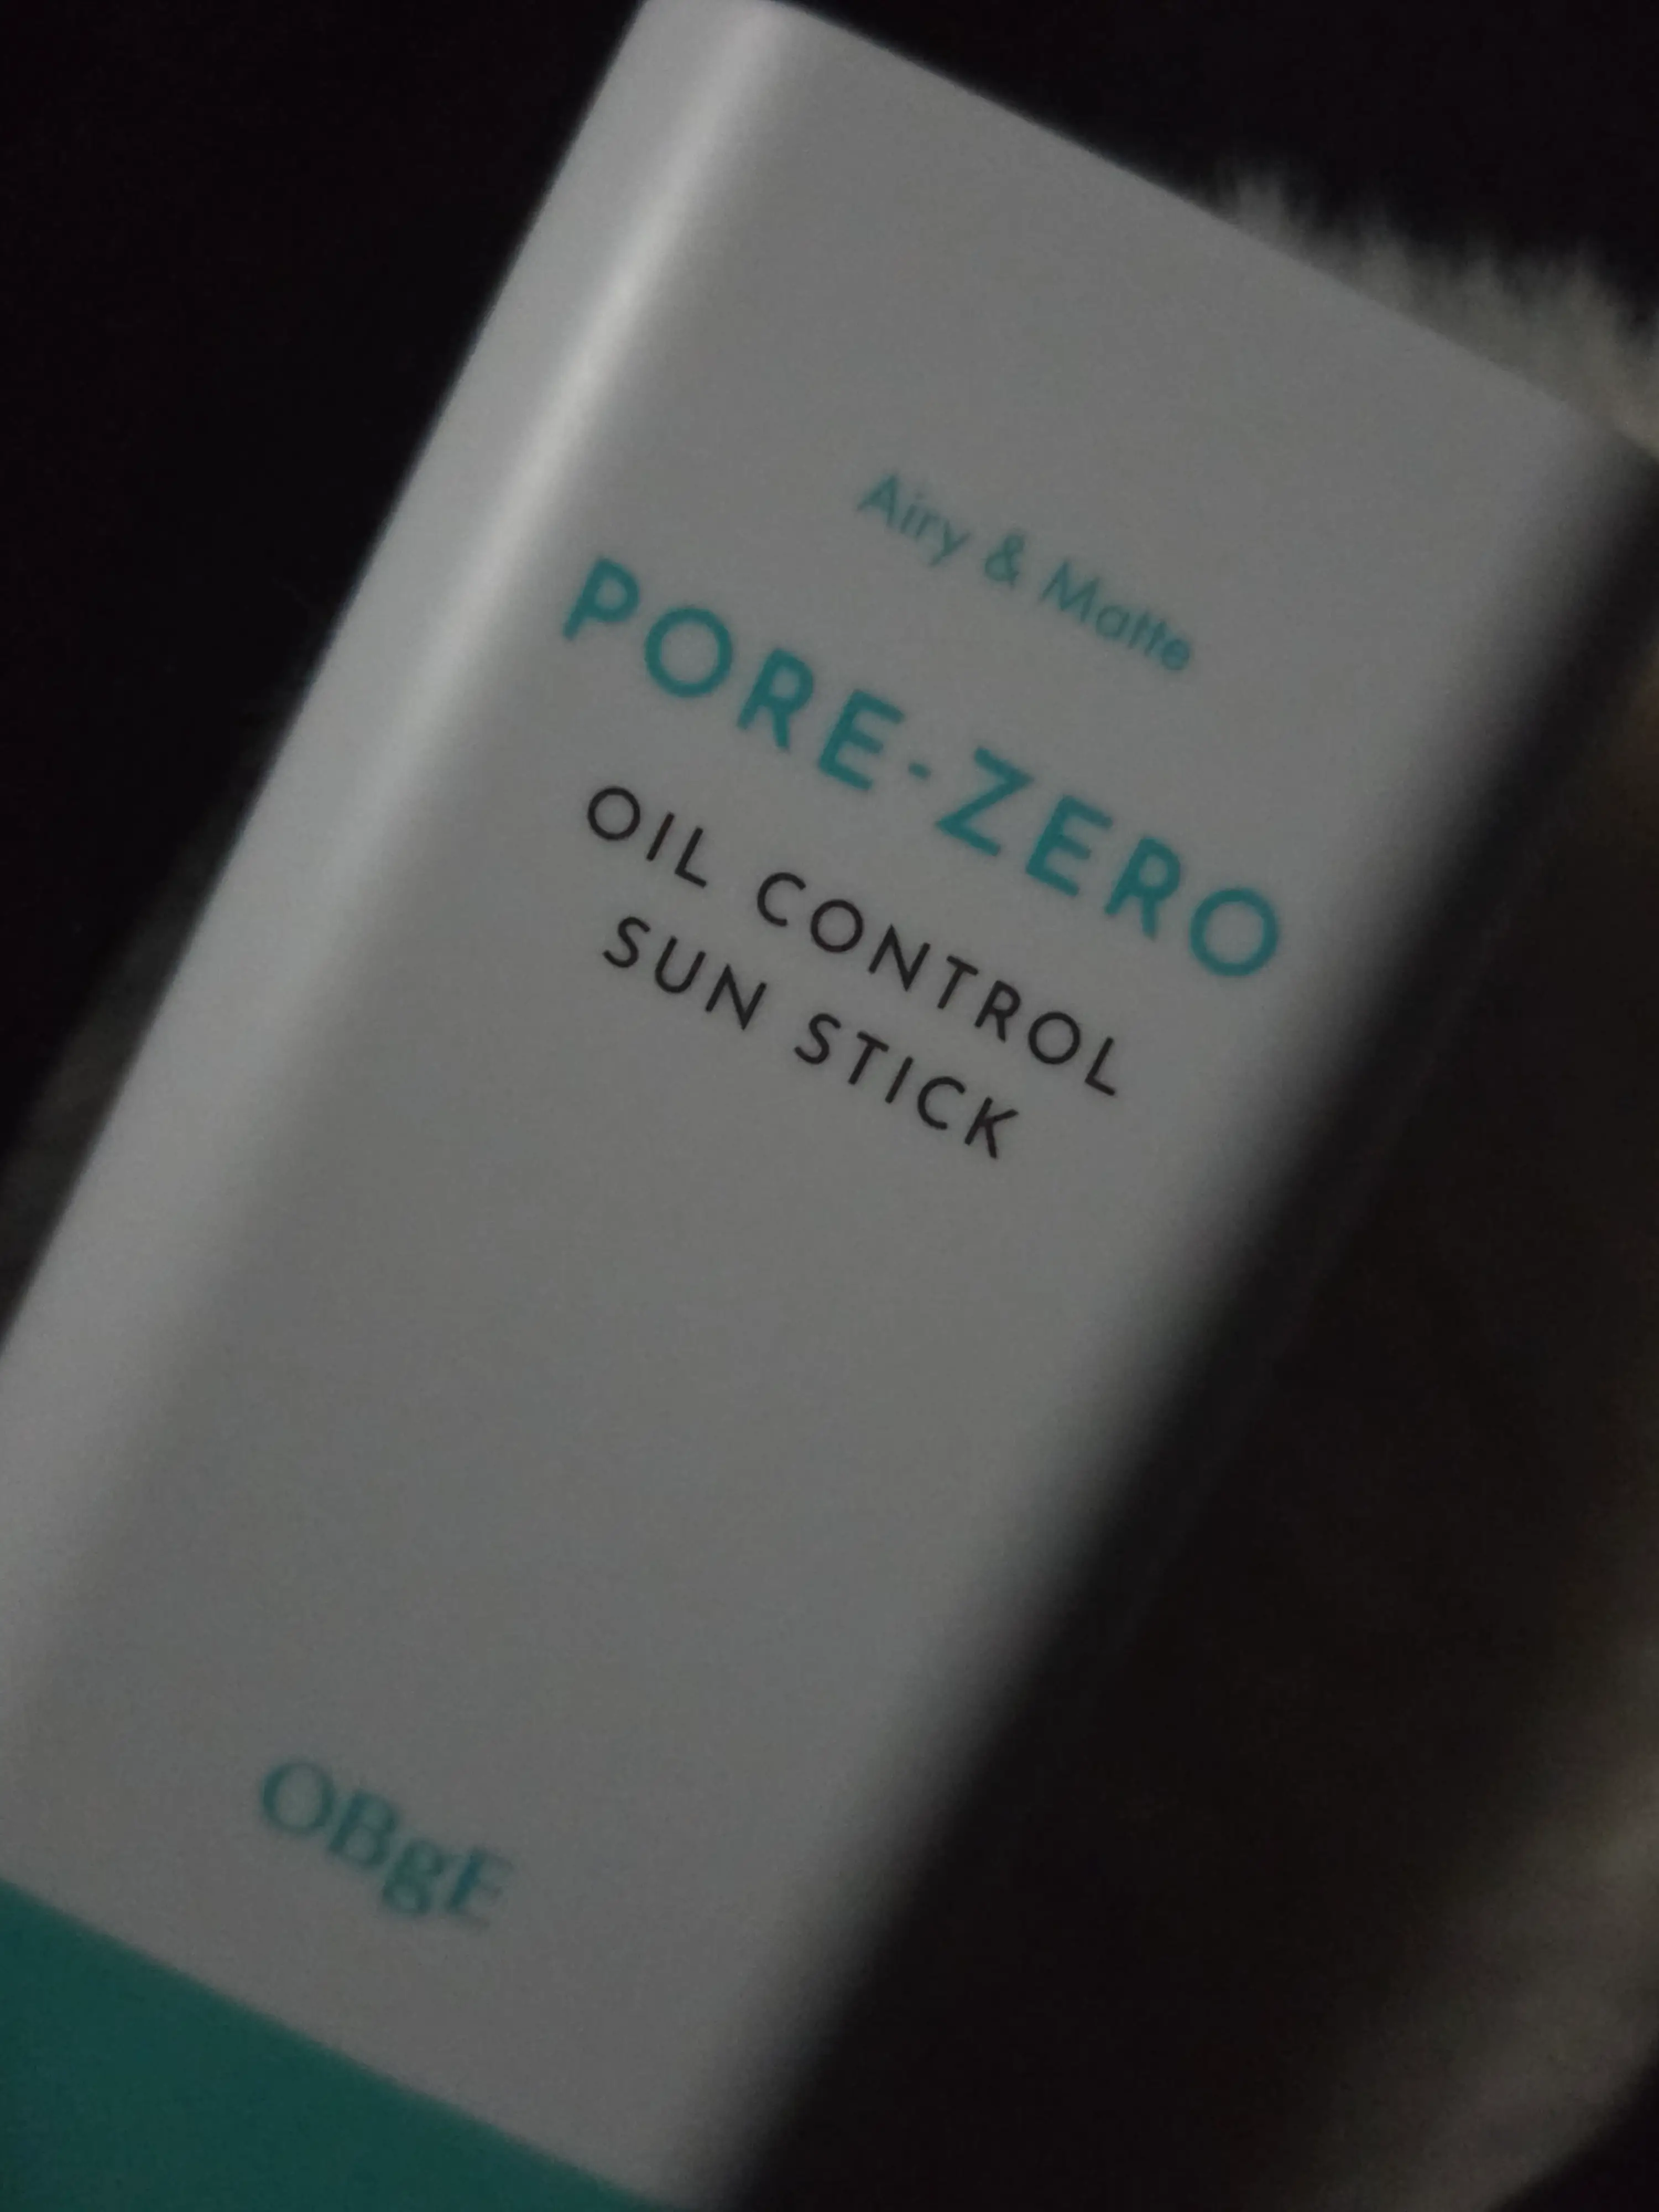 Airy & Matte
PORE-ZERO
OIL CONTROL
SUN STICK
OBgE